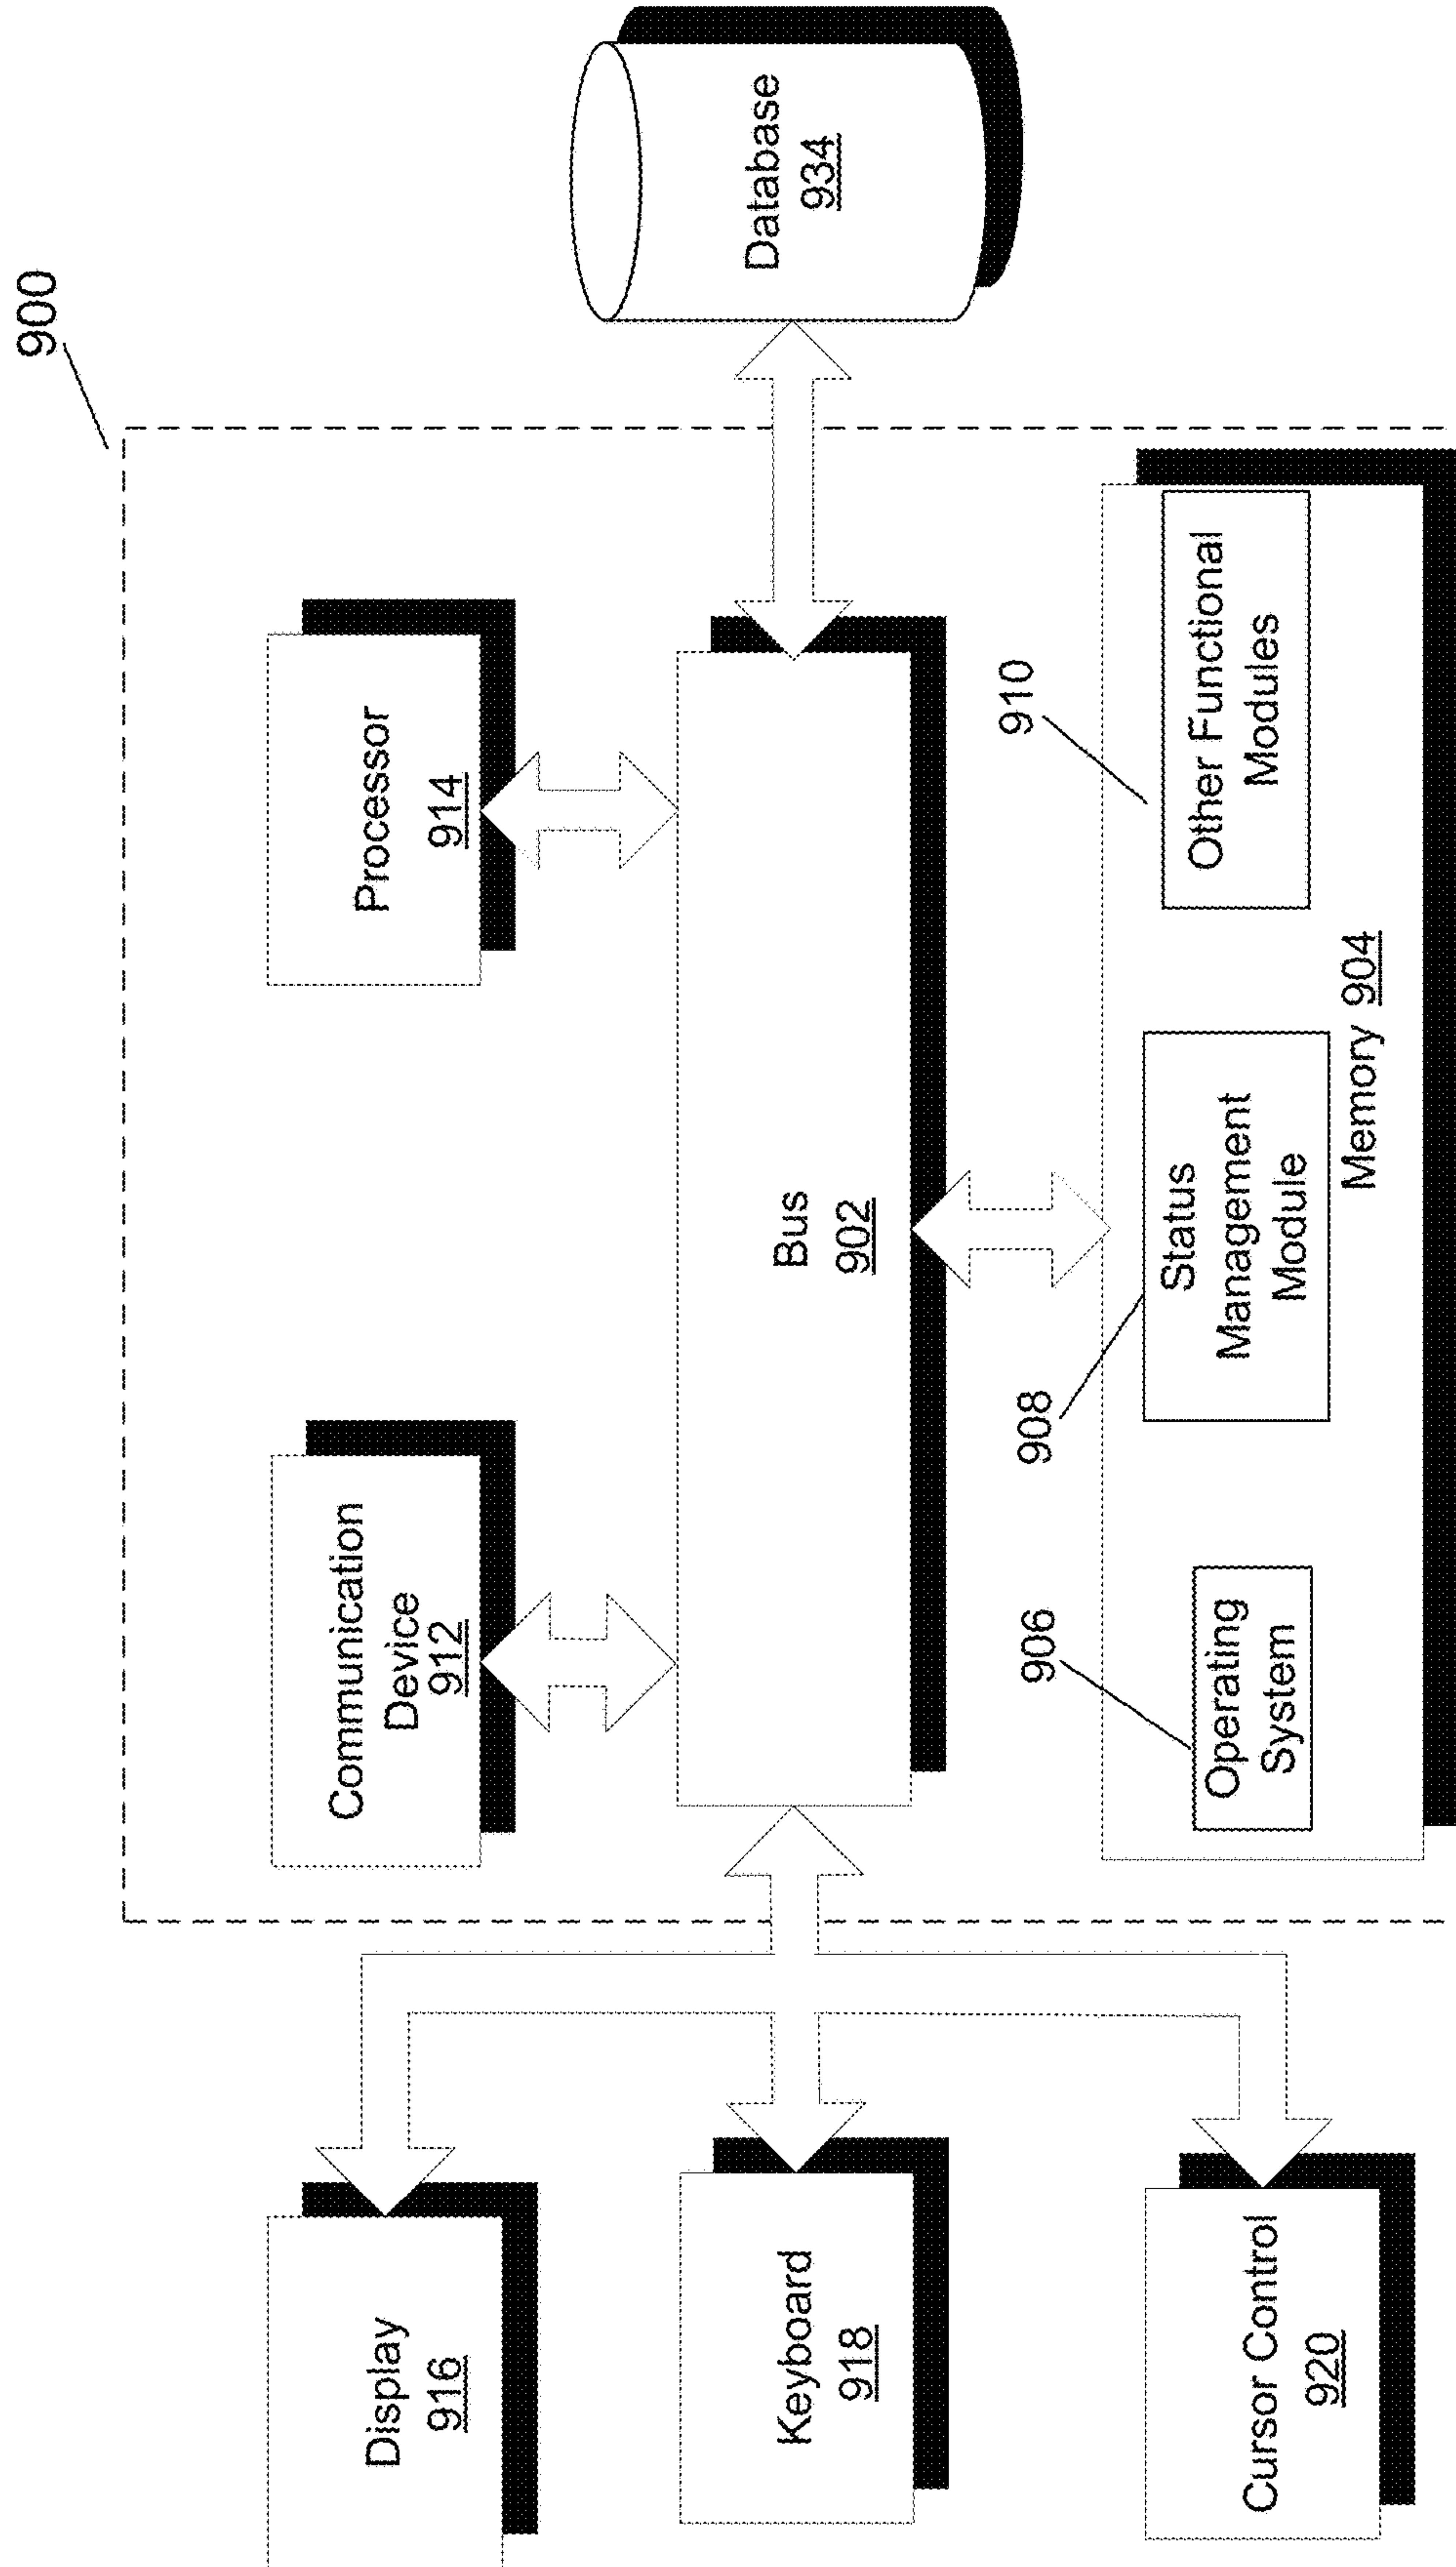 900
Communication
Device
912
Processor
914
Display
916
Keyboard
918
Cursor Control
920
Bus
902
Database
934
906
908
910
Operating
System
Status
Management
Module
Other Functional
Modules
Memory 904